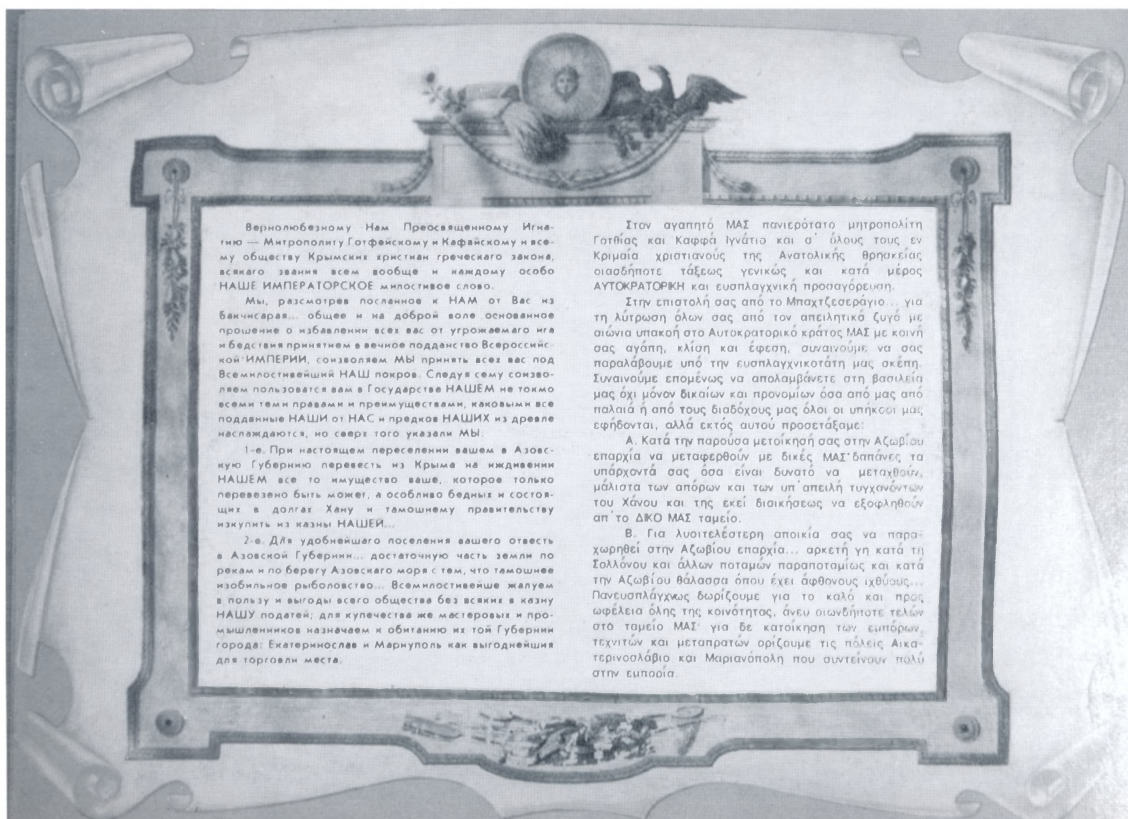 Вернолюбезному Нам Преосвященному Игна-
тию — Митрополиту Готфейскому и Кафайскому и все-
му обществу Крымских христиан греческаго закона,
всякаго звания всем вообще и каждому особо
НАШЕ ИМПЕРАТОРСКОЕ милостивое слово.
Мы, разсмотрев посланное к НАМ от Вас из
Бакчисарая... общее и на доброй воле основанное
прошение о избавлении всех вас от угрожаемаго ига
и бедствия принятием в вечное подданство Всероссийс-
кой ИМПЕРИИ, соизволяем МЫ принять всех вас под
Всемилостивейший НАШ покров. Следуя сему соизво-
ляем пользоватся вам в Государстве НАШЕМ не токмо
всеми теми правами и преимуществами, каковыми все
подданные НАШИ от НАС и предков НАШИХ из древле
наслаждаются, но сверх того указали МЫ:
1-е. При настоящем переселении вашем в Азовс-
кую Губернию перевесть из Крыма на иждивении
НАШЕМ все то имущество ваше, которое только
перевезено быть может, а особливо бедных и состоя-
щих в долгах Хану и тамошнему правительству
изкупить из казны НАШЕЙ...
2-е. Для удобнейшаго поселения вашего отвесть
в Азовской Губернии... достаточную часть земли по
рекам и по берегу Азовскаго моря с тем, что тамошнее
изобильное рыболовство... Всемилостивейше жалуем
в пользу и выгоды всего общества без всяких в казну
НАШУ податей; для купечества же мастеровых и про-
мышленников назначаем к обитанию их той Губернии
города: Екатеринослав и Мариуполь как выгоднейшия
для торговли места.
Στον αγαπητό ΜΑΣ πανιερότατο μητροπολίτη
Γοτθίας και Καφφά Ιγνάτιο και σ' όλους τους εν
Κριμαία χριστιανούς της Ανατολικής θρησκείας
οιασδήποτε τάξεως γενικώς και κατά μέρος
ΑΥΤΟΚΡΑΤΟΡΙΚΗ και ευσπλαγχνική προσαγόρευση.
Στην επιστολή σας από το Μπαχτζεσεράγιο... για
τη λύτρωση όλων σας από τον απειλητικό ζυγό με
αιώνια υπακοή στο Αυτοκρατορικό κράτος ΜΑΣ με κοινή
σας αγάπη, κλίση και έφεση, συναινούμε να σας
παραλάβουμε υπό την ευσπλαγχνικοτάτη μας σκέπη.
Συναινούμε επομένως να απολαμβάνετε στη βασιλεία
μας όχι μόνον δικαίων και προνομίων όσα από μας από
παλαιά ή από τους διαδόχους μας όλοι οι υπήκοοι μας
εφήδονται, αλλά εκτός αυτού προσετάξαμε:
Α. Κατά την παρούσα μετοίκησή σας στην Αζωβίου
επαρχία να μεταφερθούν με δικές ΜΑΣ δαπάνες τα
υπάρχοντά σας όσα είναι δυνατό να μεταχθούν,
μάλιστα των απόρων και των υπ' απειλή τυγχανόντων
του Χάνου και της εκεί διοικήσεως να εξοφληθούν
απ' το ΔΙΚΟ ΜΑΣ ταμείο.
Β. Για λυσιτελέστερη αποικία σας να παρα-
χωρηθεί στην Αζωβίου επαρχία... αρκετή γη κατά τη
Σολλόνου και άλλων ποταμών παραποταμίως και κατά
την Αζωβίου θάλασσα όπου έχει άφθονους ιχθύους...
Πανευσπλάγχνως δωρίζουμε για το καλό και προς
ωφέλεια όλης της κοινότητος, άνευ οιωνδήποτε τελών
στο ταμείο ΜΑΣ· για δε κατοίκηση των εμπόρων,
τεχνιτών και μεταπρατών ορίζουμε τις πόλεις Αικα-
τερινοσλάβιο και Μαριανόπολη που συντείνουν πολύ
στην εμπορία.